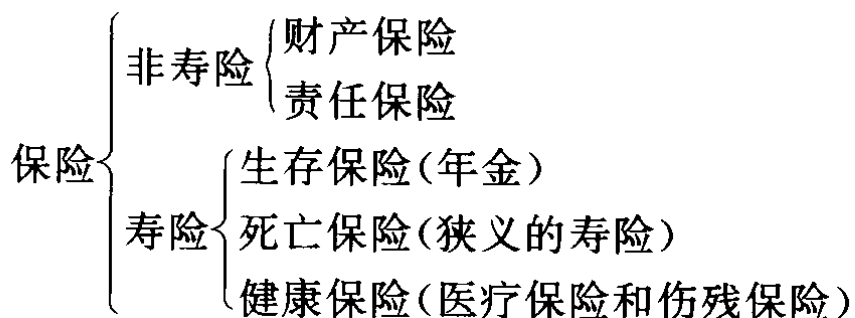 保险
非寿险
财产保险
责任保险
寿险
生存保险(年金)
死亡保险(狭义的寿险)
健康保险(医疗保险和伤残保险)